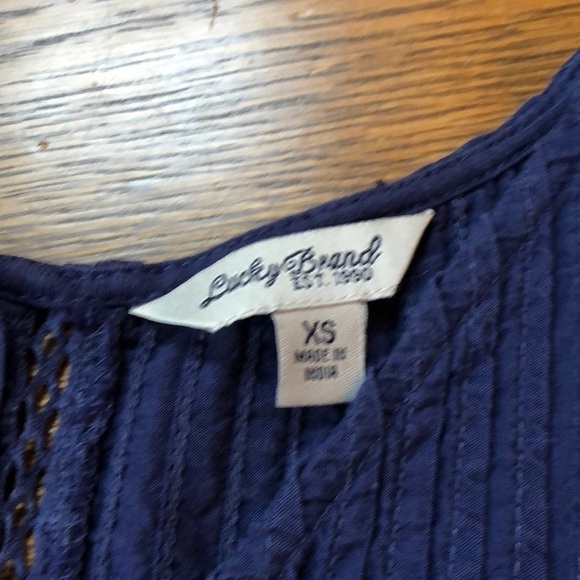 Lucky Brand
EST. 1990
XS
MADE IN
INDIA